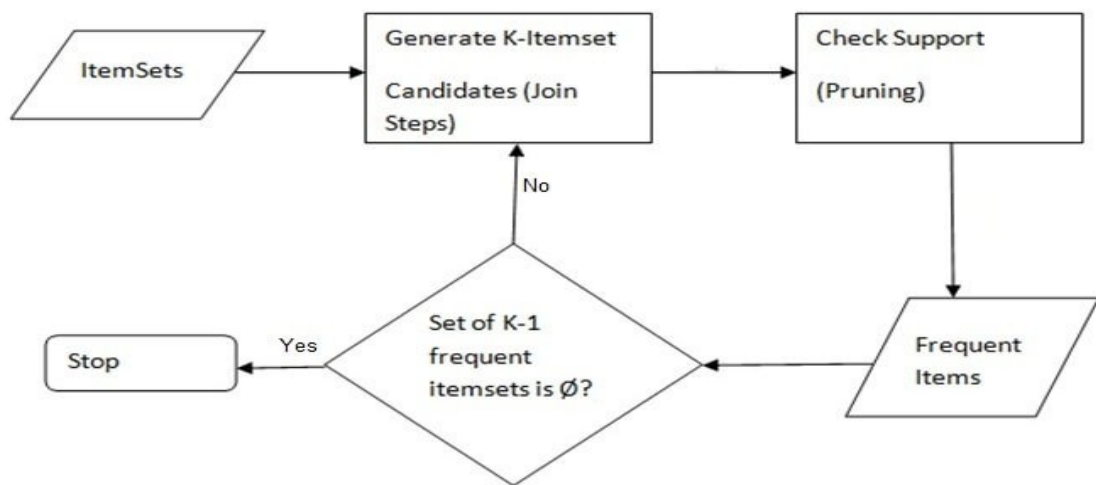 ItemSets
Generate K-Itemset
Candidates (Join
Steps)
Check Support
(Pruning)
No
Set of K-1
frequent
itemsets is Ø?
Yes
Stop
Frequent
Items